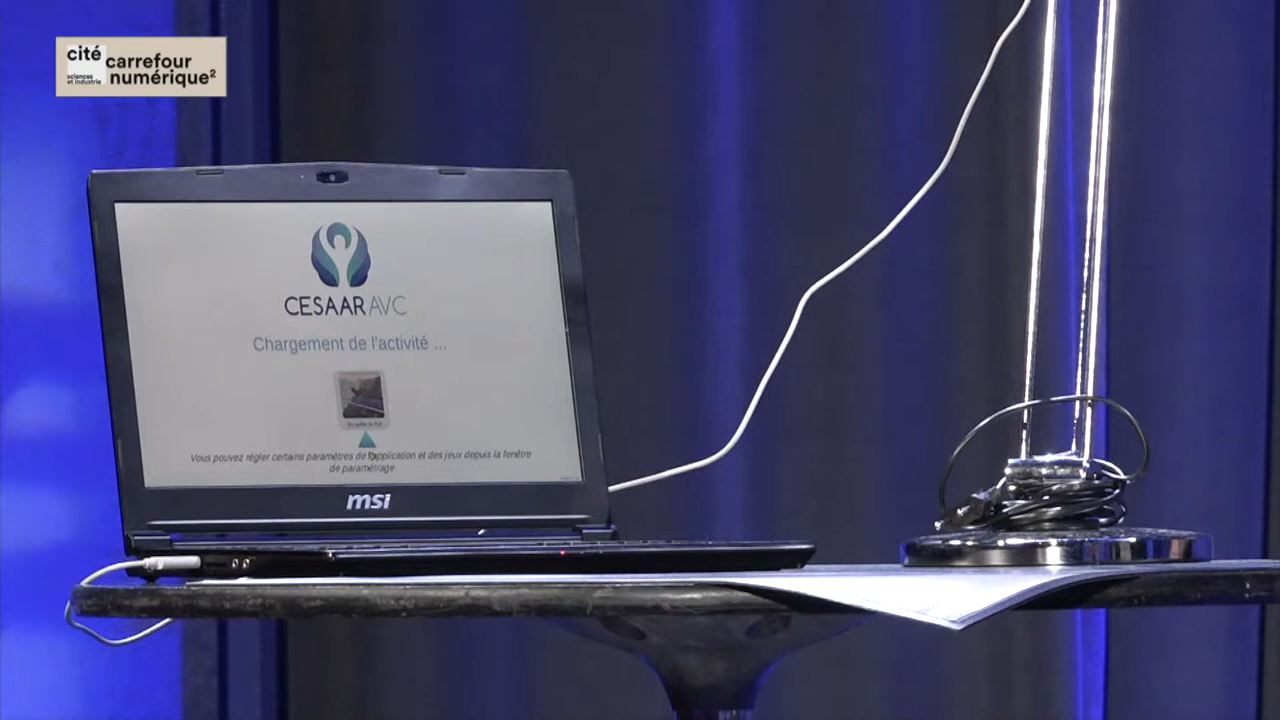 cité
sciences
et industrie
carrefour
numérique²
CESAAR AVC
Chargement de l'activité ...
Vous pouvez régler certains paramètres de l'application et des jeux depuis la fenêtre
de paramétrage
msi